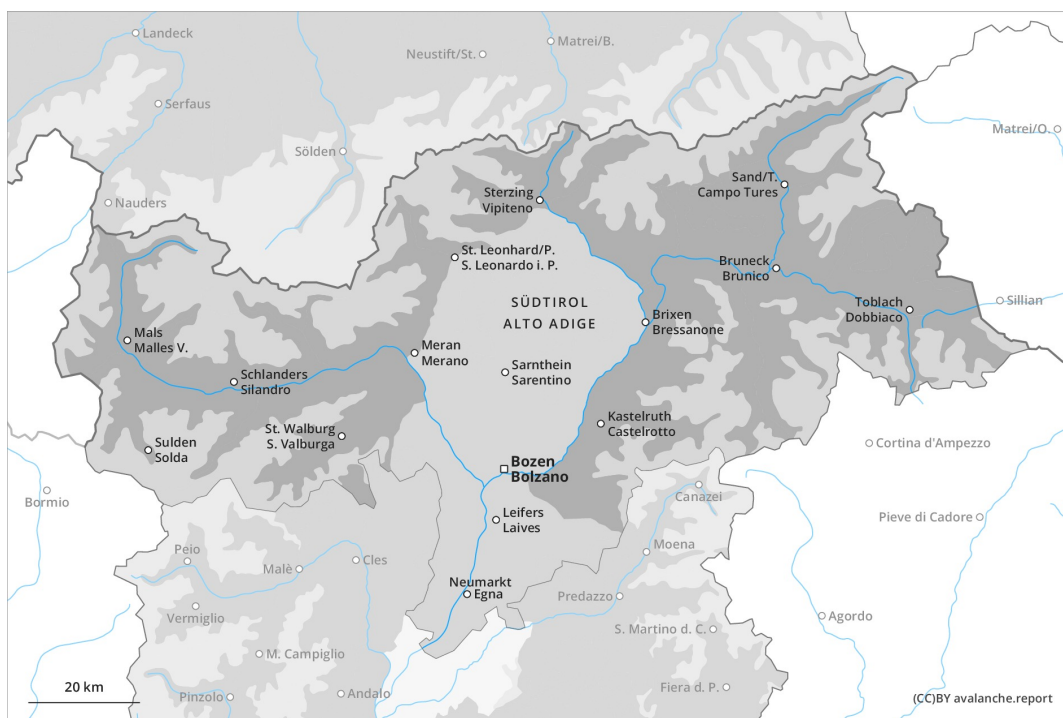 Landeck
Neustift/St.
Matrei/B.
Serfaus
Matrei/O.
Sölden
Sand/T.
Campo Tures
Nauders
Sterzing
Vipiteno
St. Leonhard/P.
S. Leonardo i. P.
Bruneck
Brunico
SÜDTIROL
ALTO ADIGE
Toblach
Dobbiaco
Sillian
Brixen
Bressanone
Mals
Malles V.
Meran
Merano
Sarnthein
Sarentino
Schlanders
Silandro
Kastelruth
Castelrotto
St. Walburg
S. Valburga
Sulden
Solda
Cortina d'Ampezzo
Bozen
Bolzano
Bormio
Canazei
Leifers
Laives
Pieve di Cadore
Peio
Malè
Cles
Moena
Neumarkt
Egna
Predazzo
Vermiglio
Agordo
S. Martino d. C.
M. Campiglio
20 km
Pinzolo
Andalo
Fiera d. P.
(CC)BY avalanche.report